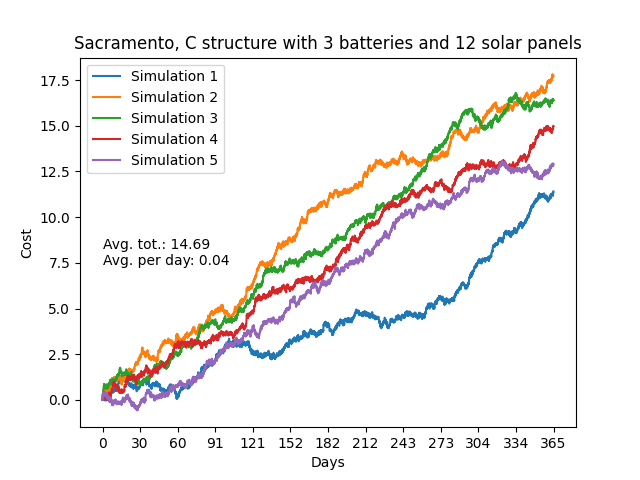 Sacramento, C structure with 3 batteries and 12 solar panels
17.5
15.0
12.5
10.0
7.5
5.0
2.5
0.0
Cost
Simulation 1
Simulation 2
Simulation 3
Simulation 4
Simulation 5
Avg. tot.: 14.69
Avg. per day: 0.04
0 30 60 91 121 152 182 212 243 273 304 334 365
Days